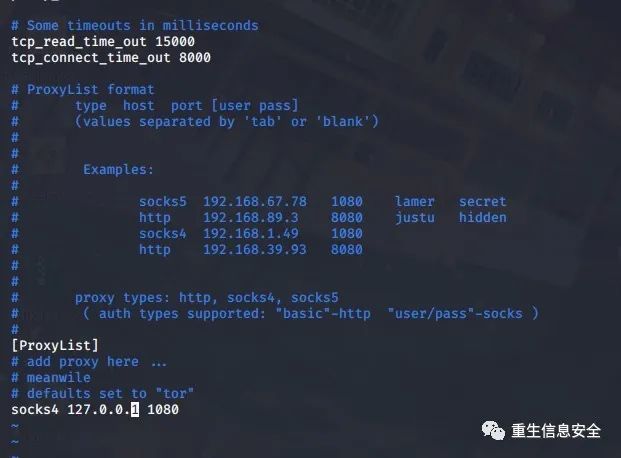 # Some timeouts in milliseconds
tcp_read_time_out 15000
tcp_connect_time_out 8000
# ProxyList format
#       type  host  port [user pass]
#       (values separated by 'tab' or 'blank')
#
#
#        Examples:
#
#               socks5  192.168.67.78   1080    lamer   secret
#               http    192.168.89.3    8080    justu   hidden
#               socks4  192.168.1.49    1080
#               http    192.168.39.93   8080
#
#
#       proxy types: http, socks4, socks5
#        ( auth types supported: "basic"-http  "user/pass"-socks )
#
[ProxyList]
# add proxy here ...
# meanwile
# defaults set to "tor"
socks4 127.0.0.1 1080
~
~
~
重生信息安全